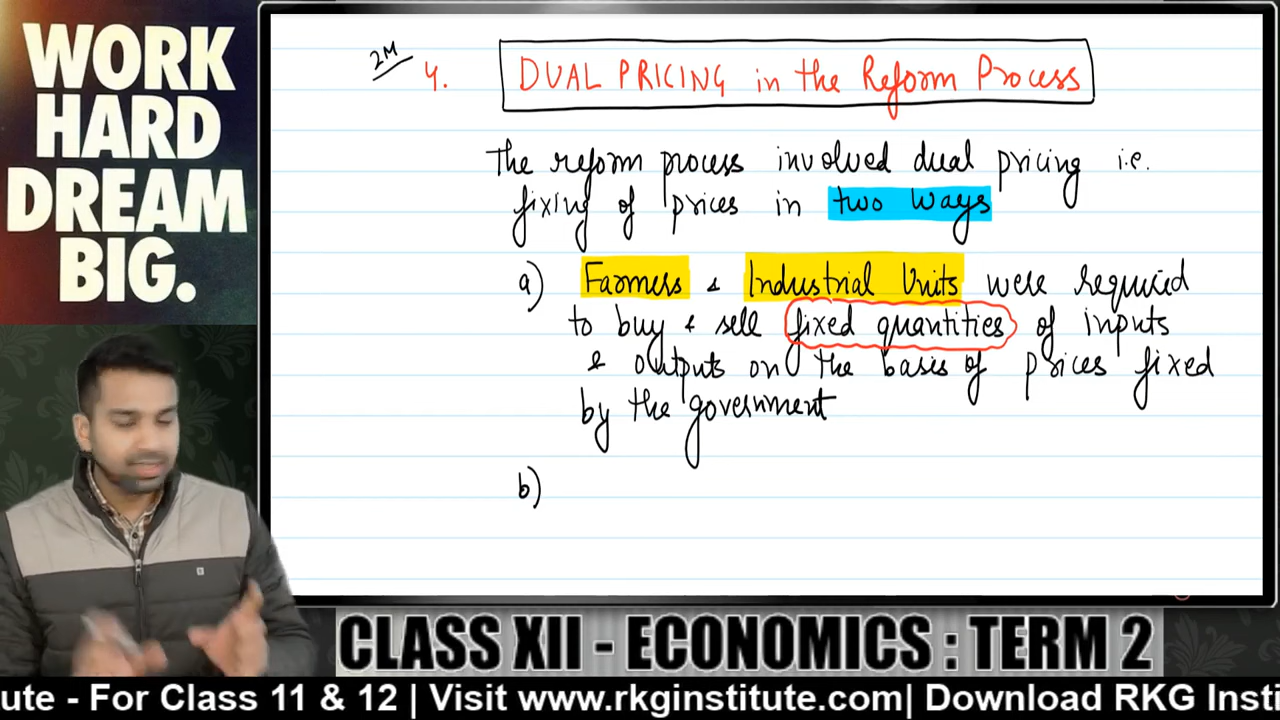 WORK
HARD
DREAM
BIG.
2M
4. DUAL PRICING in the Reform Process
The reform process involved dual pricing i.e.
fixing of prices in two ways
a) Farmers & Industrial Units were required
to buy & sell fixed quantities of inputs
& outputs on the basis of prices fixed
by the government
b)
CLASS XII - ECONOMICS : TERM 2
ute - For Class 11 & 12 | Visit www.rkginstitute.com| Download RKG Insti